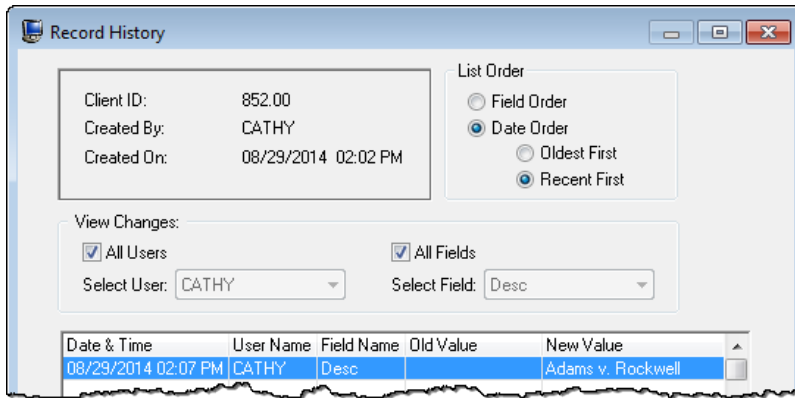 Record History
Client ID: 852.00
Created By: CATHY
Created On: 08/29/2014 02:02 PM
List Order
Field Order
Date Order
Oldest First
Recent First
View Changes:
All Users
All Fields
Select User: CATHY
Select Field: Desc
Date & Time User Name Field Name Old Value New Value
08/29/2014 02:07 PM CATHY Desc Adams v. Rockwell